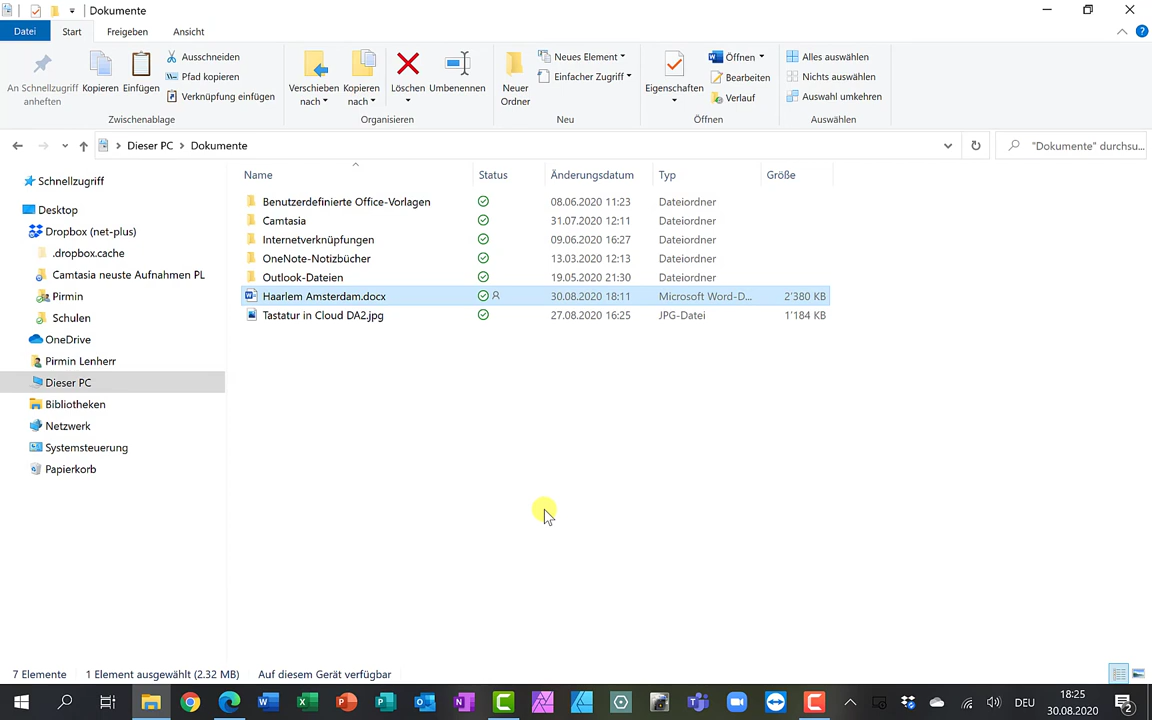 Dokumente
Datei Start Freigeben Ansicht
An Schnellzugriff anheften
Kopieren
Einfügen
Ausschneiden
Pfad kopieren
Verknüpfung einfügen
Zwischenablage
Verschieben nach
Kopieren nach
Löschen
Umbenennen
Organisieren
Neuer Ordner
Neues Element
Einfacher Zugriff
Neu
Eigenschaften
Öffnen
Bearbeiten
Verlauf
Öffnen
Alles auswählen
Nichts auswählen
Auswahl umkehren
Auswählen
Dieser PC > Dokumente
"Dokumente" durchsu...
Schnellzugriff
Desktop
Dropbox (net-plus)
.dropbox.cache
Camtasia neuste Aufnahmen PL
Pirmin
Schulen
OneDrive
Pirmin Lenherr
Dieser PC
Bibliotheken
Netzwerk
Systemsteuerung
Papierkorb
Name Status Änderungsdatum Typ Größe
Benutzerdefinierte Office-Vorlagen 08.06.2020 11:23 Dateiordner
Camtasia 31.07.2020 12:11 Dateiordner
Internetverknüpfungen 09.06.2020 16:27 Dateiordner
OneNote-Notizbücher 13.03.2020 12:13 Dateiordner
Outlook-Dateien 19.05.2020 21:30 Dateiordner
Haarlem Amsterdam.docx 30.08.2020 18:11 Microsoft Word-D... 2'380 KB
Tastatur in Cloud DA2.jpg 27.08.2020 16:25 JPG-Datei 1'184 KB
7 Elemente 1 Element ausgewählt (2.32 MB) Auf diesem Gerät verfügbar
DEU
18:25
30.08.2020
2